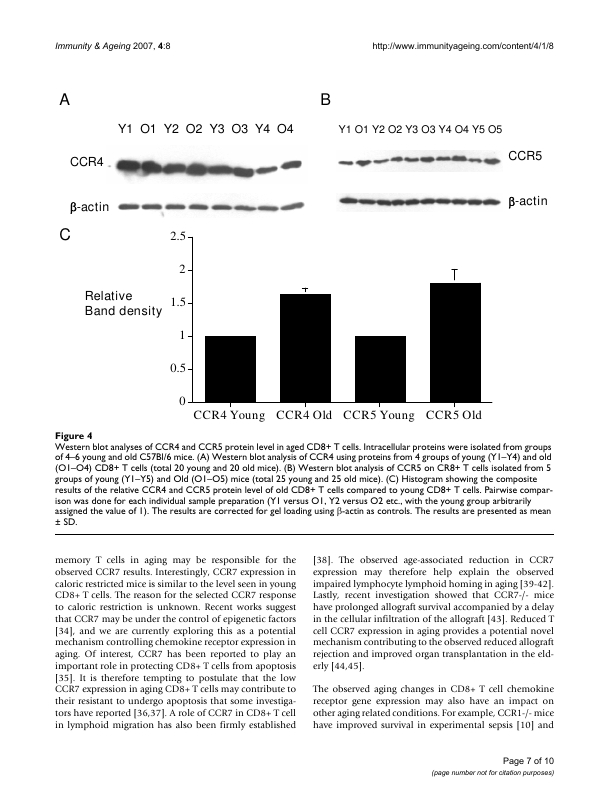 Immunity & Ageing 2007, 4:8
http://www.immunityageing.com/content/4/1/8
A
Y1 O1 Y2 O2 Y3 O3 Y4 O4
CCR4
β-actin
B
Y1 O1 Y2 O2 Y3 O3 Y4 O4 Y5 O5
CCR5
β-actin
C
Relative
Band density
2.5
2
1.5
1
0.5
0
CCR4 Young CCR4 Old CCR5 Young CCR5 Old
Figure 4
Western blot analyses of CCR4 and CCR5 protein level in aged CD8+ T cells. Intracellular proteins were isolated from groups
of 4–6 young and old C57Bl/6 mice. (A) Western blot analysis of CCR4 using proteins from 4 groups of young (Y1–Y4) and old
(O1–O4) CD8+ T cells (total 20 young and 20 old mice). (B) Western blot analysis of CCR5 on CR8+ T cells isolated from 5
groups of young (Y1–Y5) and Old (O1–O5) mice (total 25 young and 25 old mice). (C) Histogram showing the composite
results of the relative CCR4 and CCR5 protein level of old CD8+ T cells compared to young CD8+ T cells. Pairwise compar-
ison was done for each individual sample preparation (Y1 versus O1, Y2 versus O2 etc., with the young group arbitrarily
assigned the value of 1). The results are corrected for gel loading using β-actin as controls. The results are presented as mean
± SD.
memory T cells in aging may be responsible for the
observed CCR7 results. Interestingly, CCR7 expression in
caloric restricted mice is similar to the level seen in young
CD8+ T cells. The reason for the selected CCR7 response
to caloric restriction is unknown. Recent works suggest
that CCR7 may be under the control of epigenetic factors
[34], and we are currently exploring this as a potential
mechanism controlling chemokine receptor expression in
aging. Of interest, CCR7 has been reported to play an
important role in protecting CD8+ T cells from apoptosis
[35]. It is therefore tempting to postulate that the low
CCR7 expression in aging CD8+ T cells may contribute to
their resistant to undergo apoptosis that some investiga-
tors have reported [36,37]. A role of CCR7 in CD8+ T cell
in lymphoid migration has also been firmly established
[38]. The observed age-associated reduction in CCR7
expression may therefore help explain the observed
impaired lymphocyte lymphoid homing in aging [39-42].
Lastly, recent investigation showed that CCR7-/- mice
have prolonged allograft survival accompanied by a delay
in the cellular infiltration of the allograft [43]. Reduced T
cell CCR7 expression in aging provides a potential novel
mechanism contributing to the observed reduced allograft
rejection and improved organ transplantation in the eld-
erly [44,45].
The observed aging changes in CD8+ T cell chemokine
receptor gene expression may also have an impact on
other aging related conditions. For example, CCR1-/- mice
have improved survival in experimental sepsis [10] and
Page 7 of 10
(page number not for citation purposes)